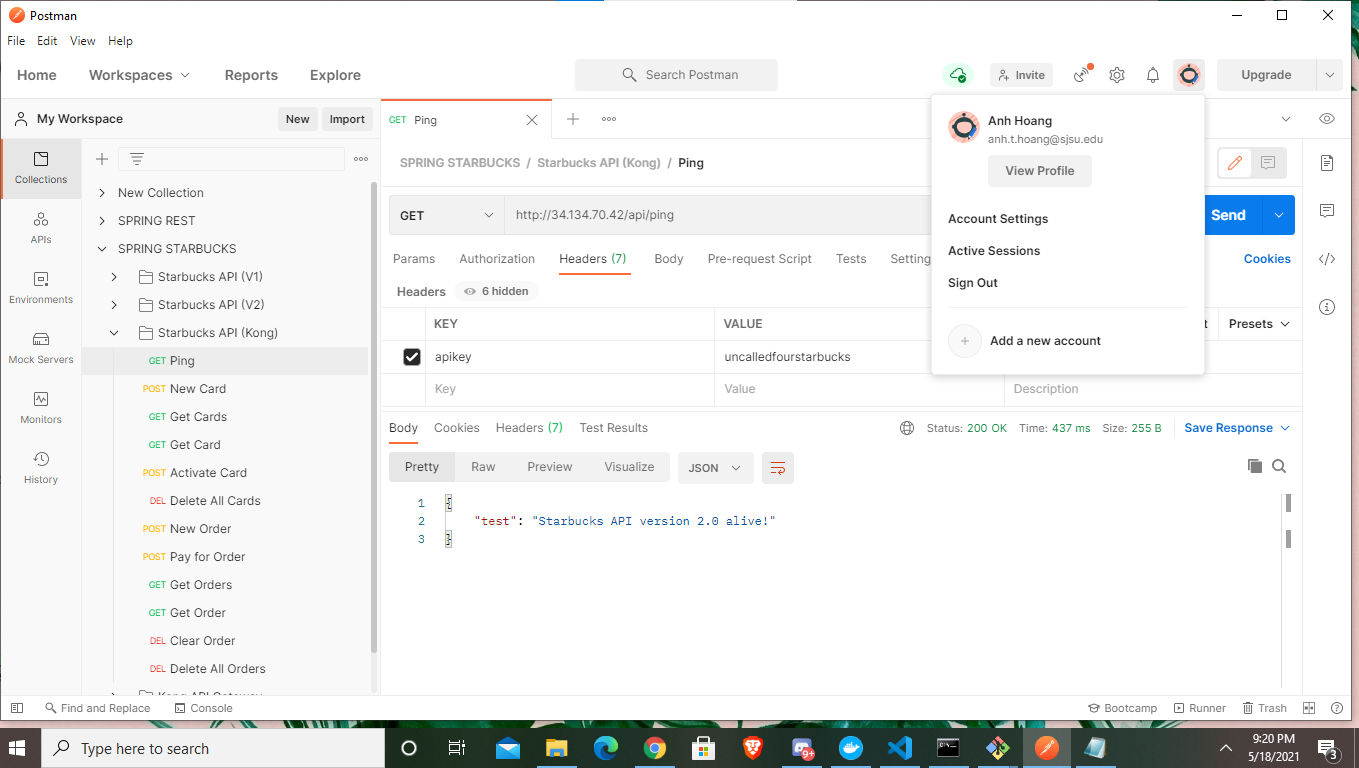 Postman
File Edit View Help
Home Workspaces Reports Explore Search Postman Invite Upgrade
My Workspace New Import
GET Ping
Anh Hoang
anh.t.hoang@sjsu.edu
View Profile
Account Settings
Active Sessions
Sign Out
Add a new account
Collections
APIs
Environments
Mock Servers
Monitors
History
New Collection
SPRING REST
SPRING STARBUCKS
Starbucks API (V1)
Starbucks API (V2)
Starbucks API (Kong)
GET Ping
POST New Card
GET Get Cards
GET Get Card
POST Activate Card
DEL Delete All Cards
POST New Order
POST Pay for Order
GET Get Orders
GET Get Order
DEL Clear Order
DEL Delete All Orders
Kong API Gateway
SPRING STARBUCKS / Starbucks API (Kong) / Ping
GET http://34.134.70.42/api/ping Send
Params Authorization Headers (7) Body Pre-request Script Tests Setting Cookies
Headers 6 hidden
KEY VALUE t Presets
apikey uncalledfourstarbucks
Key Value Description
Body Cookies Headers (7) Test Results Status: 200 OK Time: 437 ms Size: 255 B Save Response
Pretty Raw Preview Visualize JSON
1 {
2 "test": "Starbucks API version 2.0 alive!"
3 }
Find and Replace Console Bootcamp Runner Trash
Type here to search 9+ 9:20 PM
5/18/2021 3